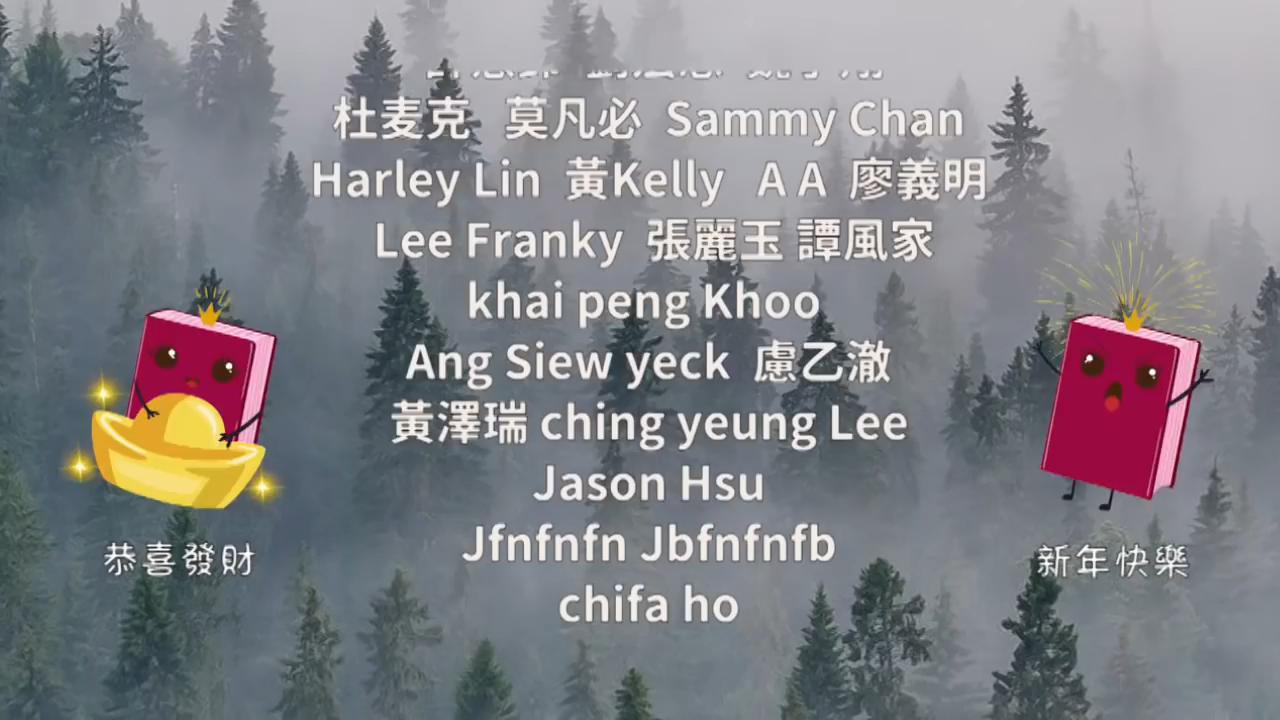 杜麦克 莫凡必 Sammy Chan
Harley Lin 黃Kelly A A 廖義明
Lee Franky 張麗玉 譚風家
khai peng Khoo
Ang Siew yeck 慮乙澈
黃澤瑞 ching yeung Lee
Jason Hsu
Jfnfnfn Jbfnfnfb
chifa ho
恭喜發財
新年快樂